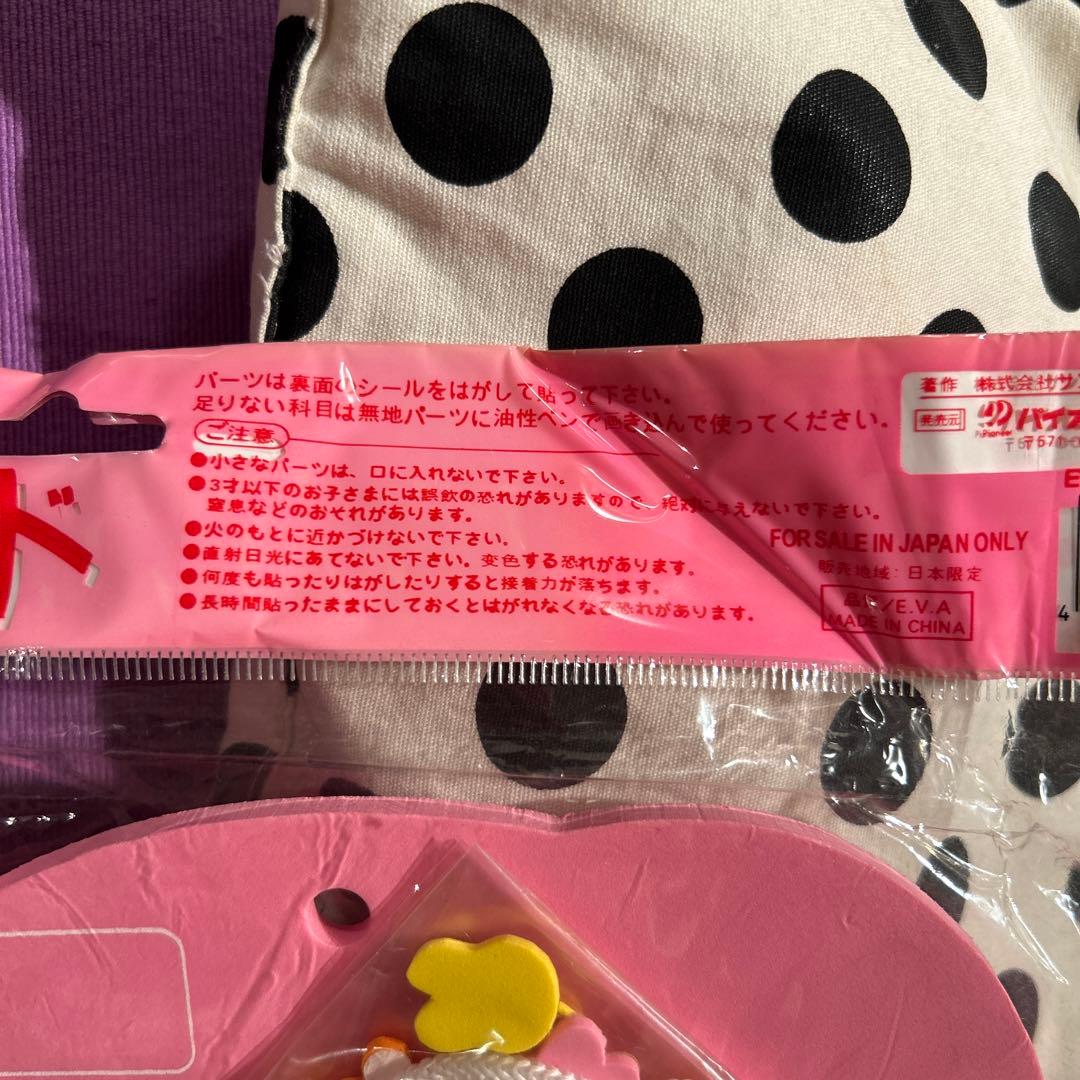 パーツは裏面のシールをはがして貼って下さい。
足りない科目は無地パーツに油性ペンで画き込んで使ってください。
ご注意
●小さなパーツは、口に入れないで下さい。
●3才以下のお子さまには誤飲の恐れがありますので、絶対に与えないで下さい。
窒息などのおそれがあります。
●火のもとに近かづけないで下さい。
●直射日光にあてないで下さい。変色する恐れがあります。
●何度も貼ったりはがしたりすると接着力が落ちます。
●長時間貼ったままにしておくとはがれなくなる恐れがあります。
FOR SALE IN JAPAN ONLY
販売地域:日本限定
E.V.A
MADE IN CHINA
著作 株式会社サン
発売元 Pioneer パイ
E
4